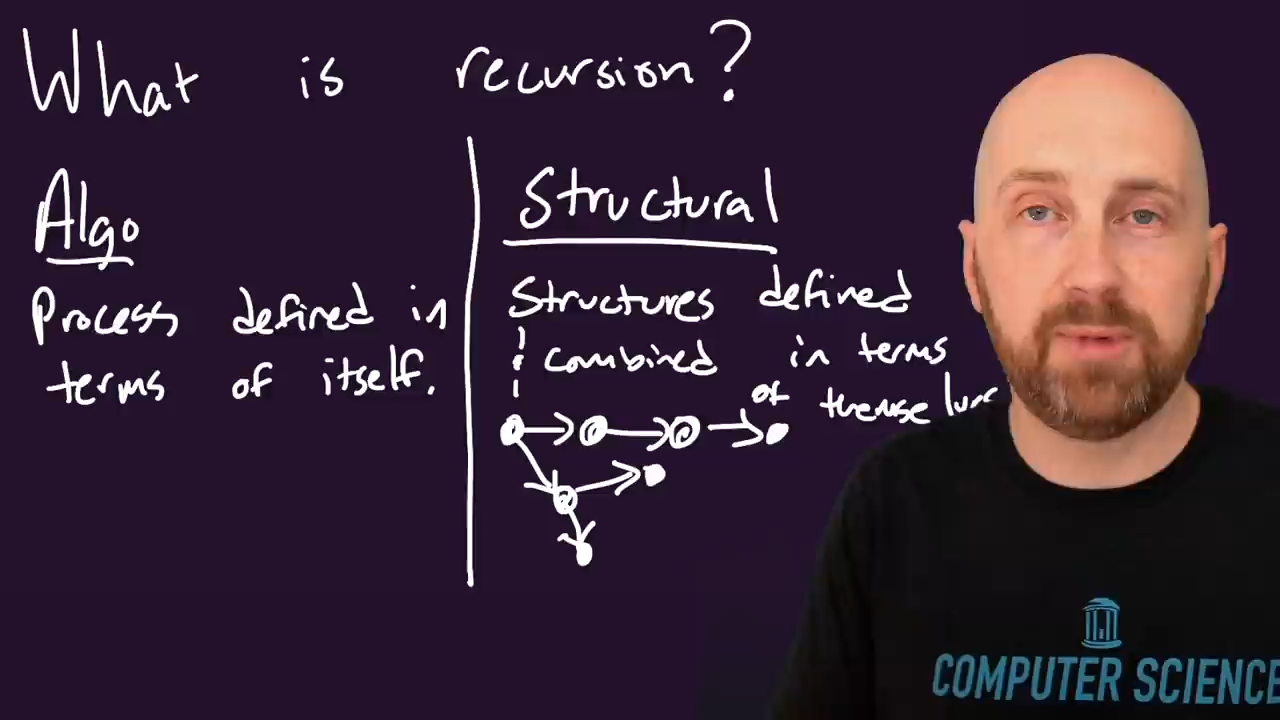 What is recursion?
Algo
Process defined in
terms of itself.
Structural
Structures defined
combined in terms
of
COMPUTER SCIENCE